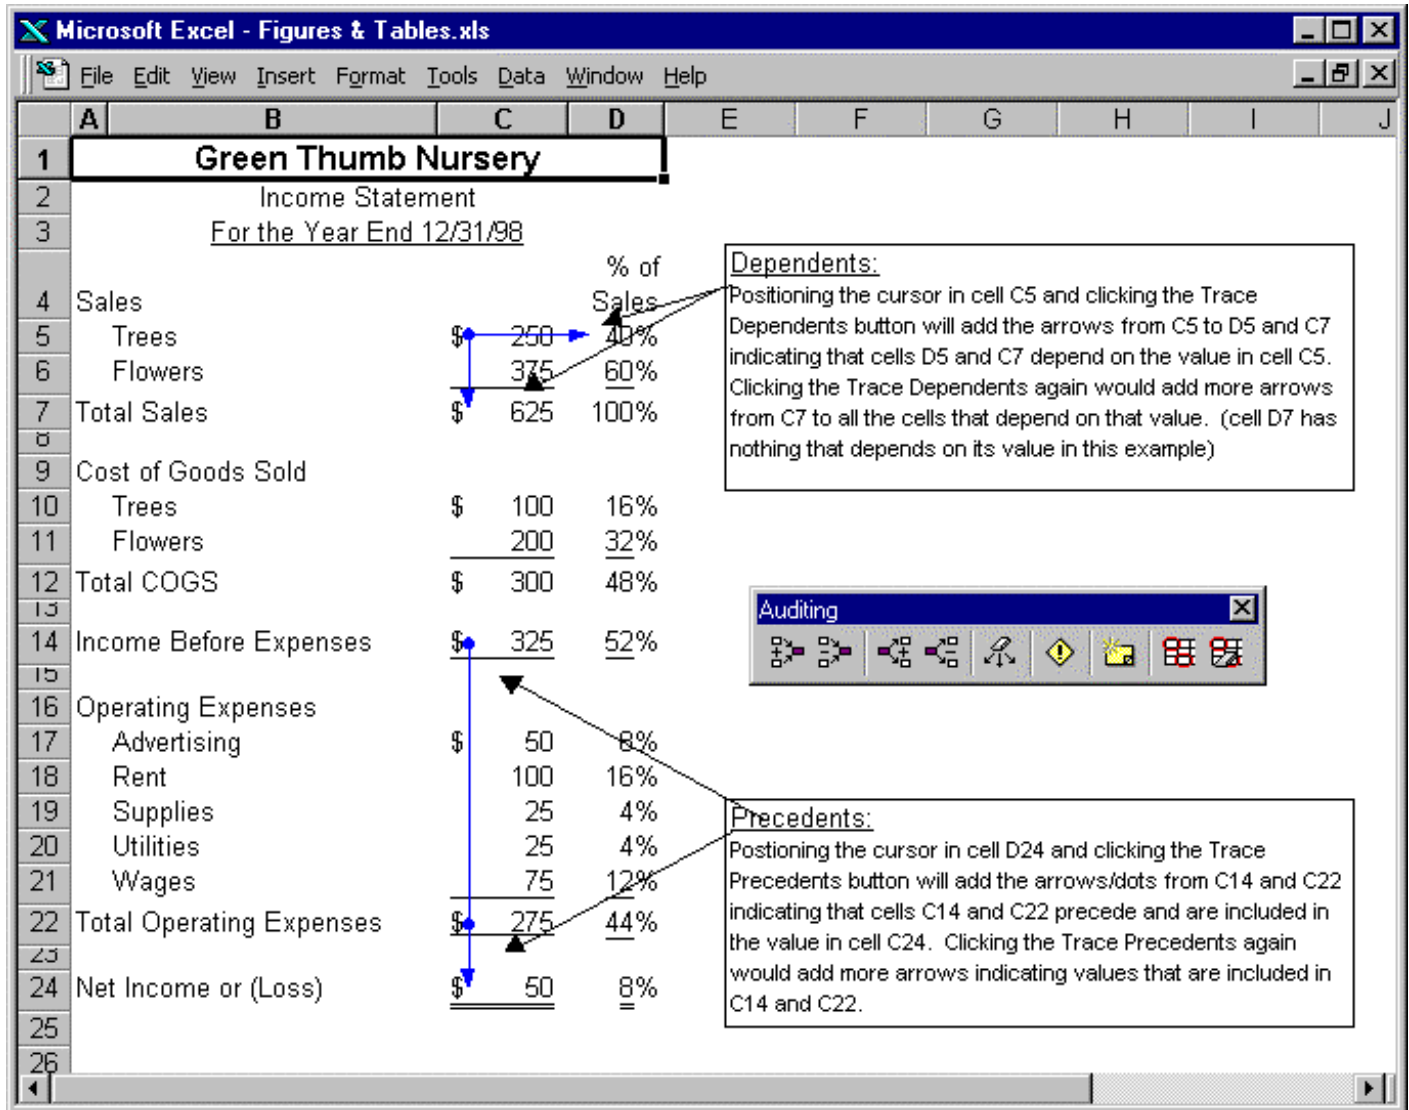 Microsoft Excel - Figures & Tables.xls
File Edit View Insert Format Tools Data Window Help
A B C D E F G H I J
1 Green Thumb Nursery
2 Income Statement
3 For the Year End 12/31/98
% of
4 Sales Sales
5 Trees $ 250 40%
6 Flowers 375 60%
7 Total Sales $ 625 100%
8
9 Cost of Goods Sold
10 Trees $ 100 16%
11 Flowers 200 32%
12 Total COGS $ 300 48%
13
14 Income Before Expenses $ 325 52%
15
16 Operating Expenses
17 Advertising $ 50 8%
18 Rent 100 16%
19 Supplies 25 4%
20 Utilities 25 4%
21 Wages 75 12%
22 Total Operating Expenses $ 275 44%
23
24 Net Income or (Loss) $ 50 8%
25
26
Dependents:
Positioning the cursor in cell C5 and clicking the Trace
Dependents button will add the arrows from C5 to D5 and C7
indicating that cells D5 and C7 depend on the value in cell C5.
Clicking the Trace Dependents again would add more arrows
from C7 to all the cells that depend on that value. (cell D7 has
nothing that depends on its value in this example)
Auditing
Precedents:
Postioning the cursor in cell D24 and clicking the Trace
Precedents button will add the arrows/dots from C14 and C22
indicating that cells C14 and C22 precede and are included in
the value in cell C24. Clicking the Trace Precedents again
would add more arrows indicating values that are included in
C14 and C22.